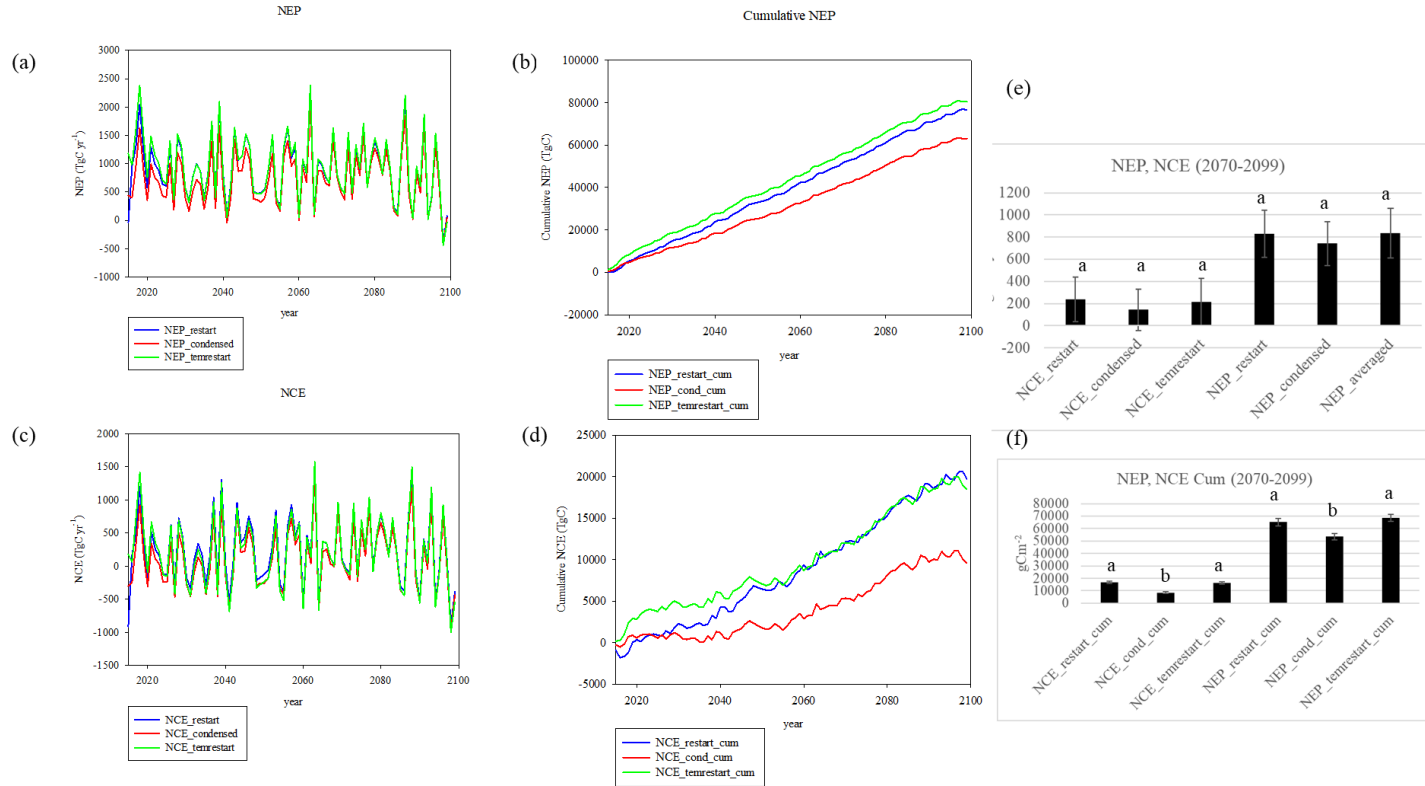 NEP
(a)
NEP (TgC yr-1)
3000
2500
2000
1500
1000
500
0
-500
-1000
2020 2040 2060 2080 2100
year
NEP_restart
NEP_condensed
NEP_temrestart
Cumulative NEP
(b)
Cumulative NEP (TgC)
100000
80000
60000
40000
20000
0
-20000
2020 2040 2060 2080 2100
year
NEP_restart_cum
NEP_cond_cum
NEP_temrestart_cum
(e)
NEP, NCE (2070-2099)
1200
1000
800
600
400
200
0
-200
a a a a a a
NCE_restart
NCE_condensed
NCE_temrestart
NEP_restart
NEP_condensed
NEP_averaged
NCE
(c)
NCE (TgC yr-1)
2000
1500
1000
500
0
-500
-1000
-1500
2020 2040 2060 2080 2100
year
NCE_restart
NCE_condensed
NCE_temrestart
(d)
Cumulative NCE (TgC)
25000
20000
15000
10000
5000
0
-5000
2020 2040 2060 2080 2100
year
NCE_restart_cum
NCE_cond_cum
NCE_temrestart_cum
(f)
NEP, NCE Cum (2070-2099)
gCm-2
80000
70000
60000
50000
40000
30000
20000
10000
0
a b a a b a
NCE_restart_cum
NCE_cond_cum
NCE_temrestart_cum
NEP_restart_cum
NEP_cond_cum
NEP_temrestart_cum